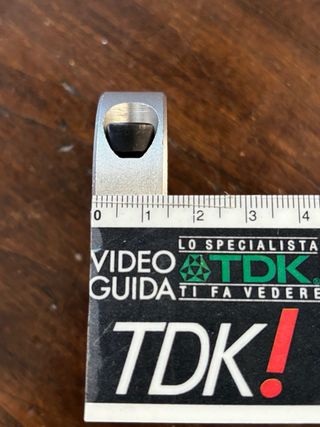 0 1 2 3 4
LO SPECIALISTA
VIDEO
GUIDA
TDK
TI FA VEDERE
TDK!